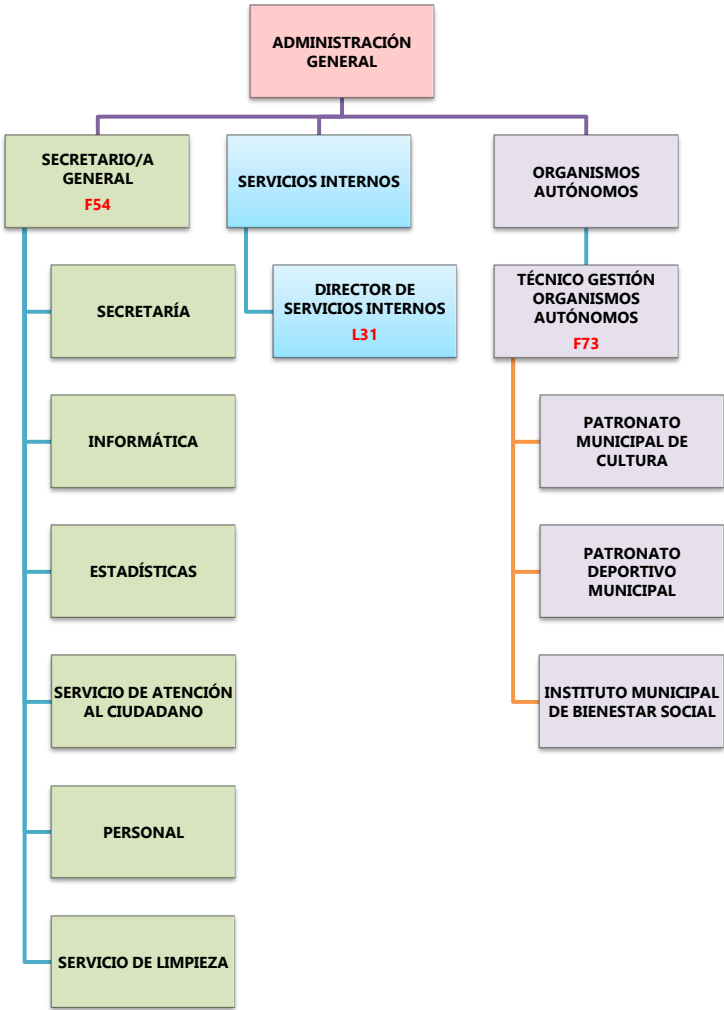 ADMINISTRACIÓN
GENERAL
SECRETARIO/A
GENERAL
F54
SERVICIOS INTERNOS
ORGANISMOS
AUTÓNOMOS
SECRETARÍA
DIRECTOR DE
SERVICIOS INTERNOS
L31
TÉCNICO GESTIÓN
ORGANISMOS
AUTÓNOMOS
F73
INFORMÁTICA
PATRONATO
MUNICIPAL DE
CULTURA
ESTADÍSTICAS
PATRONATO
DEPORTIVO
MUNICIPAL
SERVICIO DE ATENCIÓN
AL CIUDADANO
INSTITUTO MUNICIPAL
DE BIENESTAR SOCIAL
PERSONAL
SERVICIO DE LIMPIEZA